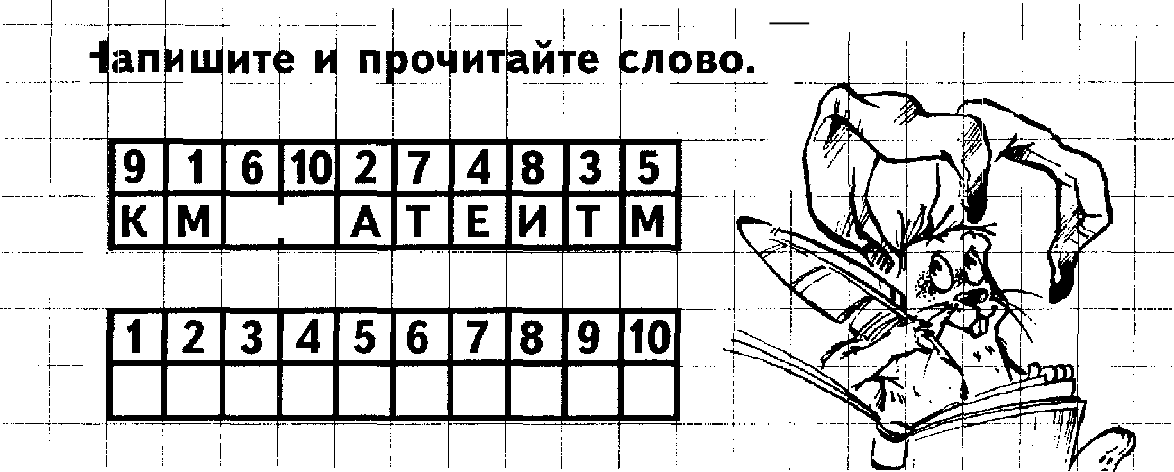 Напишите и прочитайте слово.
9 1 6 10 2 7 4 8 3 5
К М А Т Е И Т М
1 2 3 4 5 6 7 8 9 10